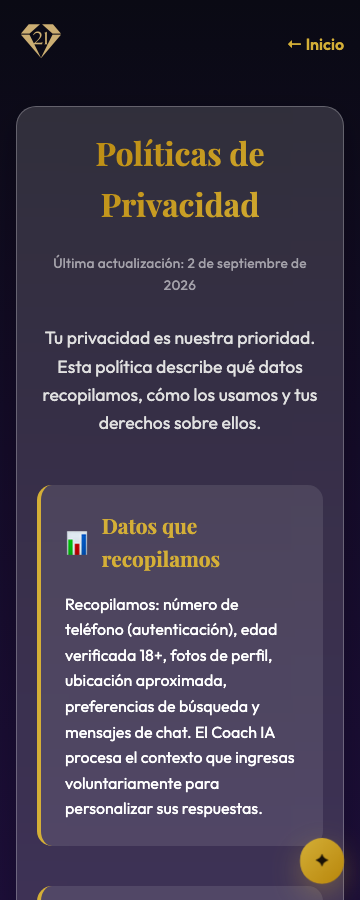 21
← Inicio
Políticas de
Privacidad
Última actualización: 2 de septiembre de
2026
Tu privacidad es nuestra prioridad.
Esta política describe qué datos
recopilamos, cómo los usamos y tus
derechos sobre ellos.
Datos que
recopilamos
Recopilamos: número de
teléfono (autenticación), edad
verificada 18+, fotos de perfil,
ubicación aproximada,
preferencias de búsqueda y
mensajes de chat. El Coach IA
procesa el contexto que ingresas
voluntariamente para
personalizar sus respuestas.